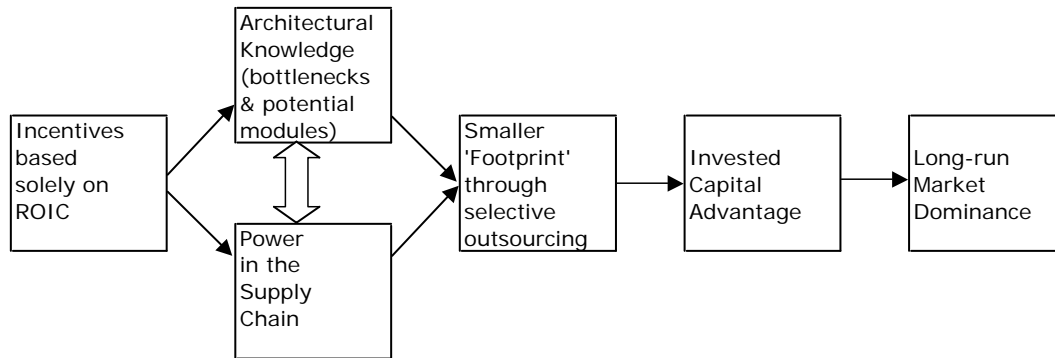 Incentives
based
solely on
ROIC
Architectural
Knowledge
(bottlenecks
& potential
modules)
Power
in the
Supply
Chain
Smaller
'Footprint'
through
selective
outsourcing
Invested
Capital
Advantage
Long-run
Market
Dominance